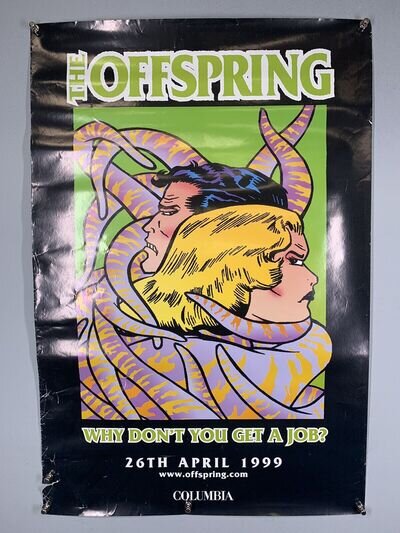 THE OFFSPRING
WHY DON'T YOU GET A JOB?
26TH APRIL 1999
www.offspring.com
COLUMBIA